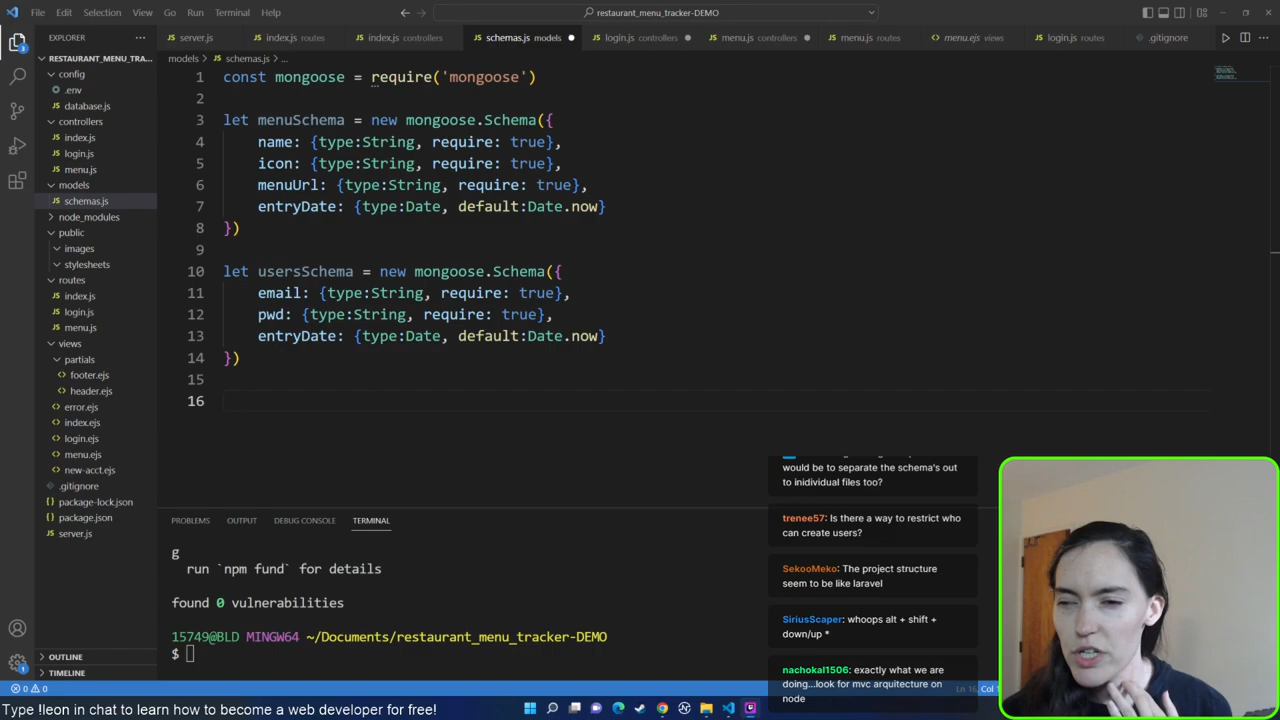 File Edit Selection View Go Run Terminal Help
restaurant_menu_tracker-DEMO
EXPLORER
server.js
index.js routes
index.js controllers
schemas.js models
login.js controllers
menu.js controllers
menu.js routes
menu.ejs views
login.js routes
.gitignore
models > schemas.js > ...
RESTAURANT_MENU_TRA...
config
.env
database.js
controllers
index.js
login.js
menu.js
models
schemas.js
node_modules
public
images
stylesheets
routes
index.js
login.js
menu.js
views
partials
footer.ejs
header.ejs
error.ejs
index.ejs
login.ejs
menu.ejs
new-acct.ejs
.gitignore
package-lock.json
package.json
server.js
OUTLINE
TIMELINE
1 const mongoose = require('mongoose')
2
3 let menuSchema = new mongoose.Schema({
4 name: {type:String, require: true},
5 icon: {type:String, require: true},
6 menuUrl: {type:String, require: true},
7 entryDate: {type:Date, default:Date.now}
8 })
9
10 let usersSchema = new mongoose.Schema({
11 email: {type:String, require: true},
12 pwd: {type:String, require: true},
13 entryDate: {type:Date, default:Date.now}
14 })
15
16
PROBLEMS OUTPUT DEBUG CONSOLE TERMINAL
g
run `npm fund` for details
found 0 vulnerabilities
15749@BLD MINGW64 ~/Documents/restaurant_menu_tracker-DEMO
$
would be to separate the schema's out
to inidividual files too?
trenee57: Is there a way to restrict who
can create users?
SekooMeko: The project structure
seem to be like laravel
SiriusScaper: whoops alt + shift +
down/up *
nachokal1506: exactly what we are
doing...look for mvc arquitecture on
node
0 0
Ln 16, Col 1
Type !leon in chat to learn how to become a web developer for free!